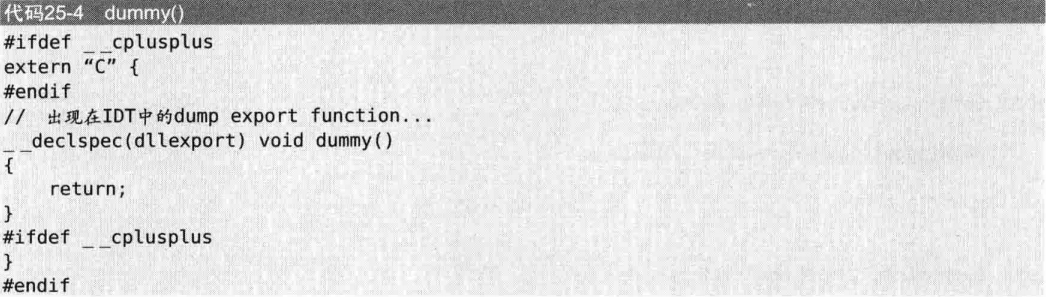 代码25-4 dummy()
#ifdef __cplusplus
extern “C” {
#endif
// 出现在IDT中的dump export function...
__declspec(dllexport) void dummy()
{
    return;
}
#ifdef __cplusplus
}
#endif